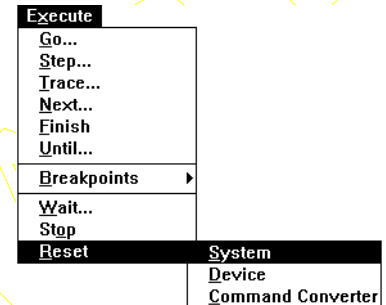 Execute
Go...
Step...
Trace...
Next...
Finish
Until...
Breakpoints
Wait...
Stop
Reset
System
Device
Command Converter